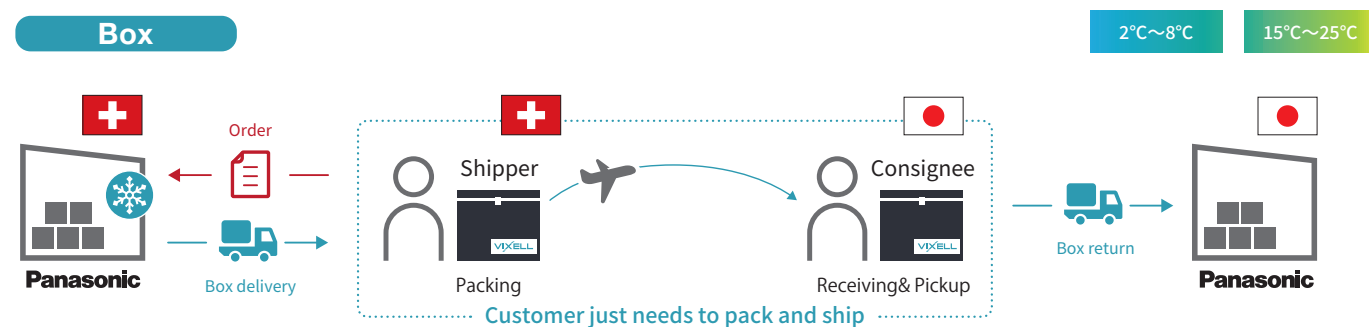 Box
2°C～8°C
15°C～25°C
Order
Shipper
Consignee
VIXELL
VIXELL
Panasonic
Box delivery
Packing
Receiving& Pickup
Box return
Panasonic
Customer just needs to pack and ship